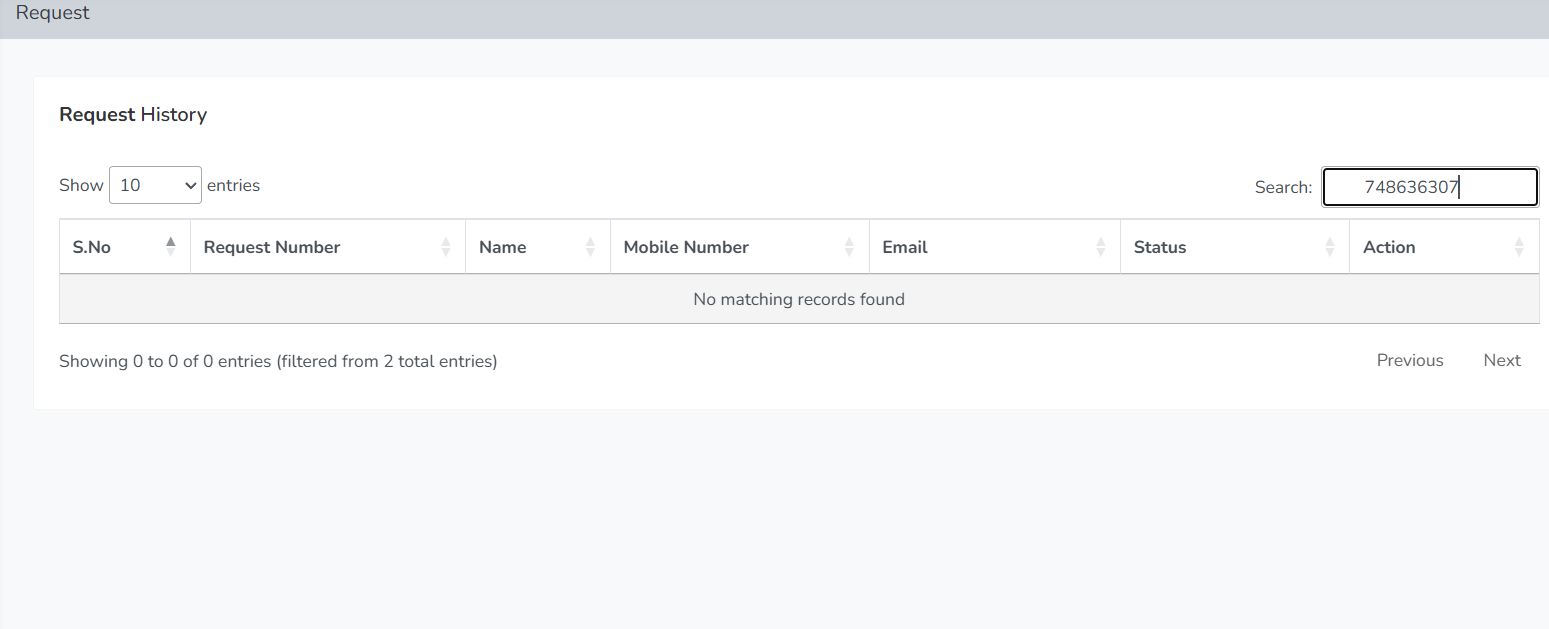 Request
Request History
Show 10 entries
Search: 748636307
S.No Request Number Name Mobile Number Email Status Action
No matching records found
Showing 0 to 0 of 0 entries (filtered from 2 total entries)
Previous Next